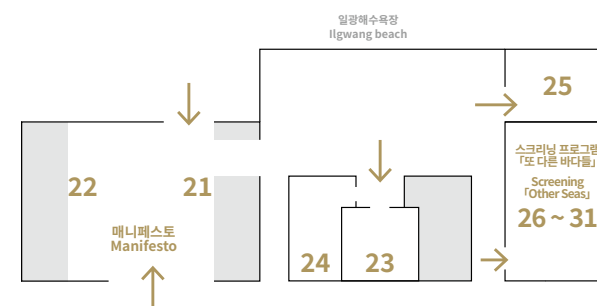 일광해수욕장
Ilgwang beach
25
스크리닝 프로그램
「또 다른 바다들」
Screening
「Other Seas」
26 ~ 31
22
21
매니페스토
Manifesto
24
23